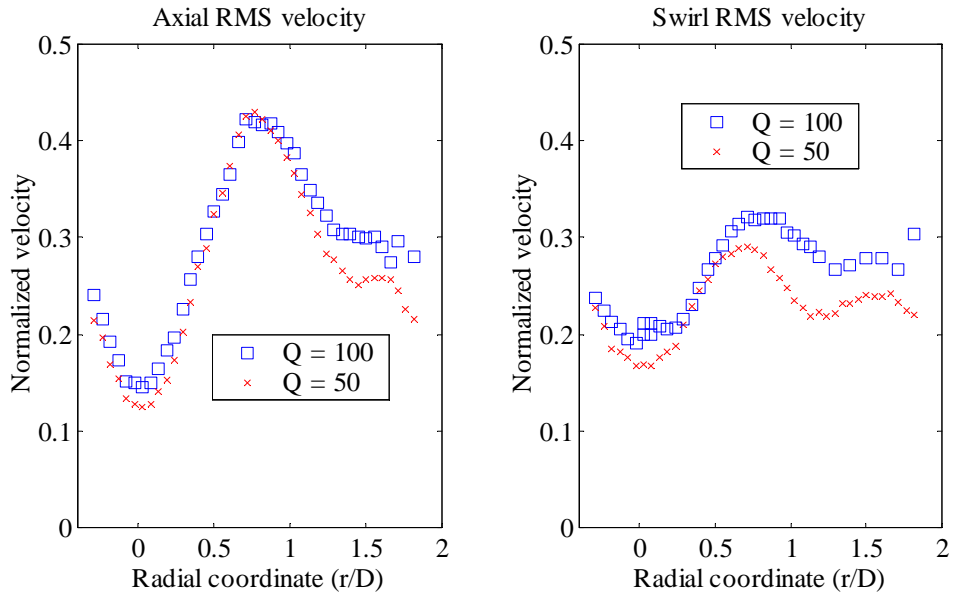 Axial RMS velocity
0.5
0.4
0.3
0.2
0.1
0
Normalized velocity
Q = 100
Q = 50
0 0.5 1 1.5 2
Radial coordinate (r/D)
Swirl RMS velocity
0.5
0.4
0.3
0.2
0.1
0
Normalized velocity
Q = 100
Q = 50
0 0.5 1 1.5 2
Radial coordinate (r/D)